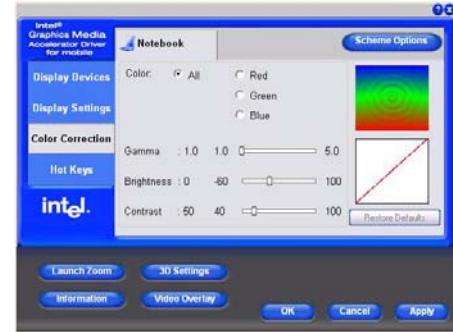 Intel®
Graphics Media
Accelerator Driver
for mobile
Notebook
Scheme Options
Display Devices
Display Settings
Color Correction
Hot Keys
intel.
Color:
All
Red
Green
Blue
Gamma : 1.0 1.0 5.0
Brightness : 0 -60 100
Contrast : 50 40 100
Restore Defaults
Launch Zoom
3D Settings
Information
Video Overlay
OK
Cancel
Apply